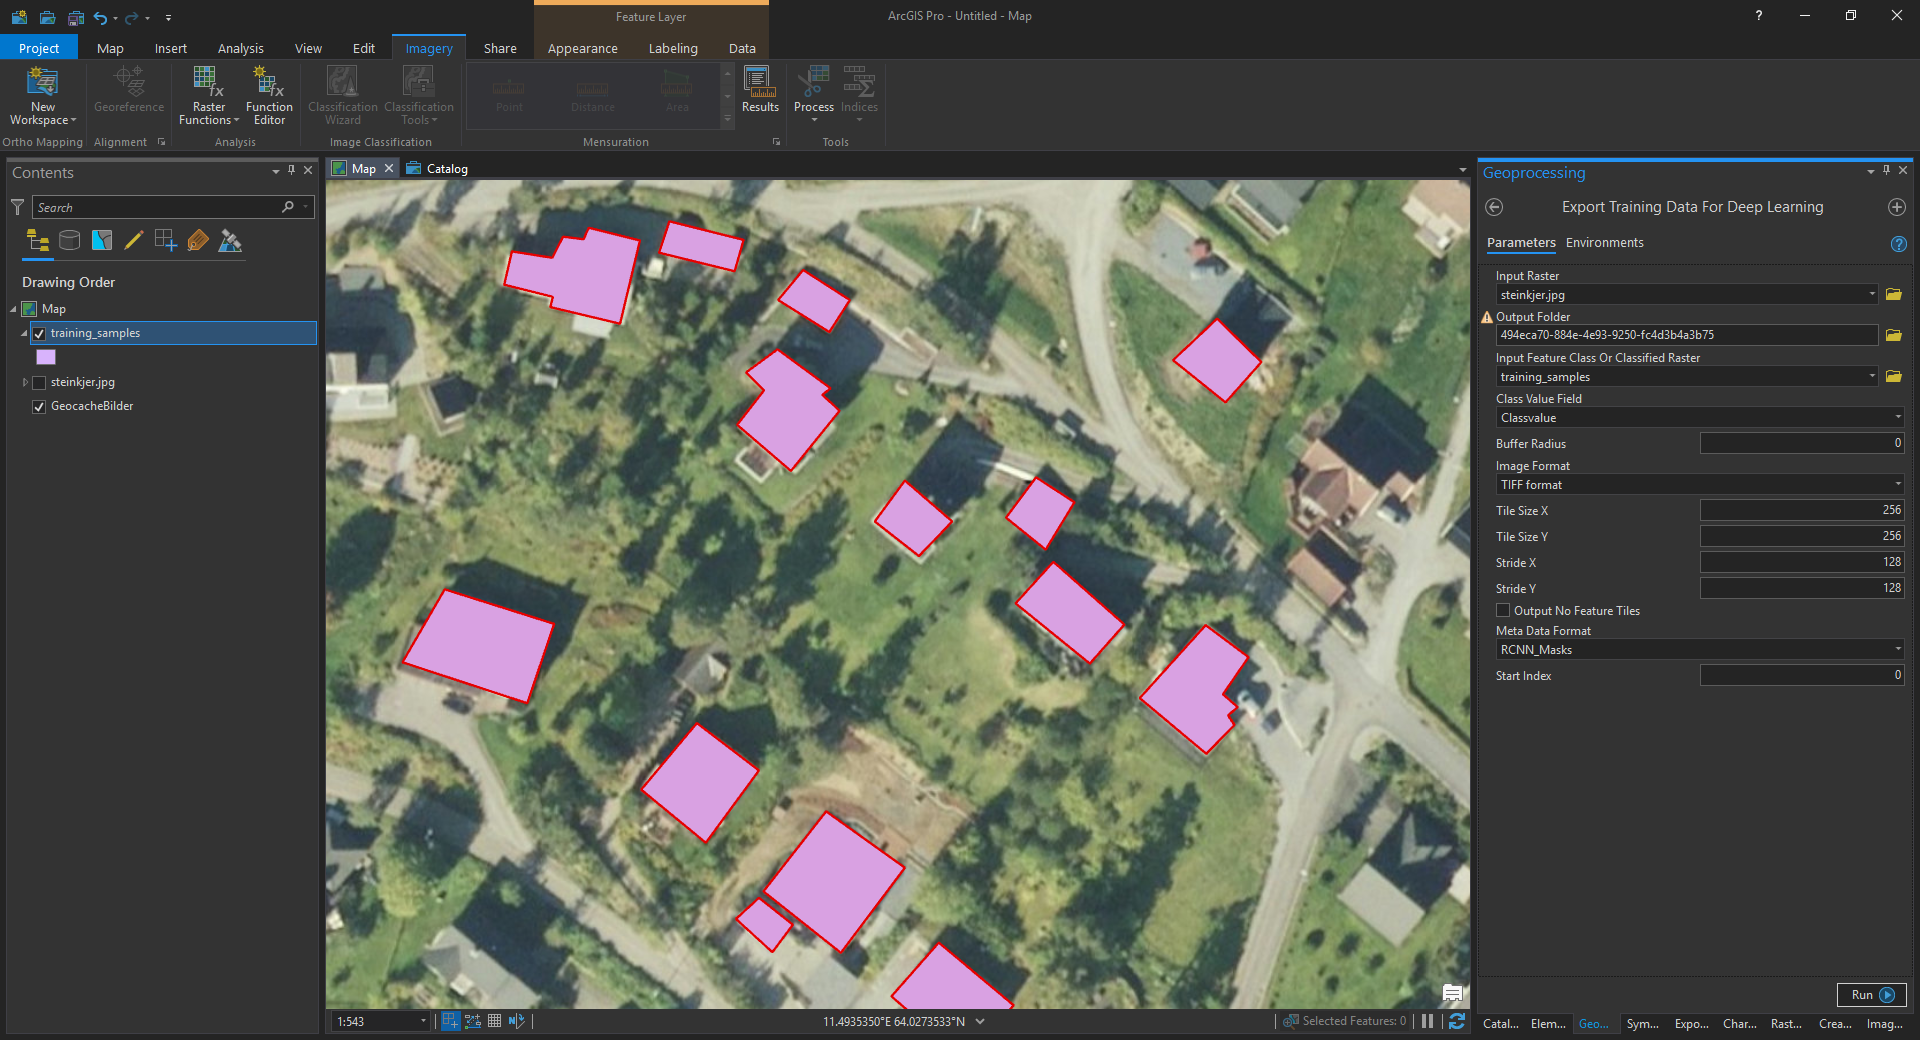 Feature Layer
ArcGIS Pro - Untitled - Map
?
Project
Map
Insert
Analysis
View
Edit
Imagery
Share
Appearance
Labeling
Data
New Workspace
Georeference
Raster Functions
Function Editor
Classification Wizard
Classification Tools
Point
Distance
Area
Results
Process
Indices
Ortho Mapping
Alignment
Analysis
Image Classification
Mensuration
Tools
Contents
Search
Drawing Order
Map
training_samples
steinkjer.jpg
GeocacheBilder
Map
Catalog
1:543
11.4935350°E 64.0273533°N
Selected Features: 0
Geoprocessing
Export Training Data For Deep Learning
Parameters
Environments
?
Input Raster
steinkjer.jpg
Output Folder
494eca70-884e-4e93-9250-fc4d3b4a3b75
Input Feature Class Or Classified Raster
training_samples
Class Value Field
Classvalue
Buffer Radius 0
Image Format
TIFF format
Tile Size X 256
Tile Size Y 256
Stride X 128
Stride Y 128
Output No Feature Tiles
Meta Data Format
RCNN_Masks
Start Index 0
Run
Catal...
Elem...
Geo...
Sym...
Expo...
Char...
Rast...
Crea...
Imag...